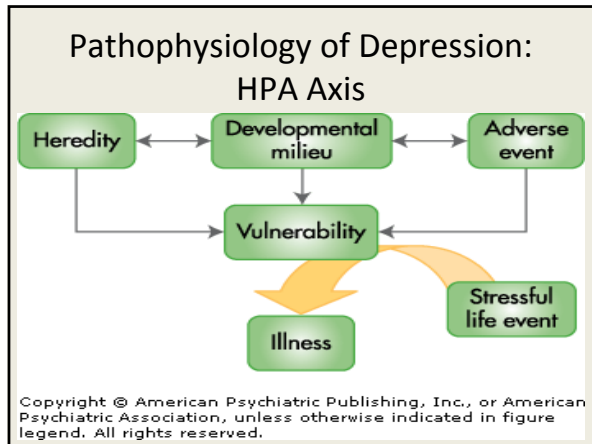 Pathophysiology of Depression:
HPA Axis
Heredity
Developmental
milieu
Adverse
event
Vulnerability
Stressful
life event
Illness
Copyright © American Psychiatric Publishing, Inc., or American
Psychiatric Association, unless otherwise indicated in figure
legend. All rights reserved.